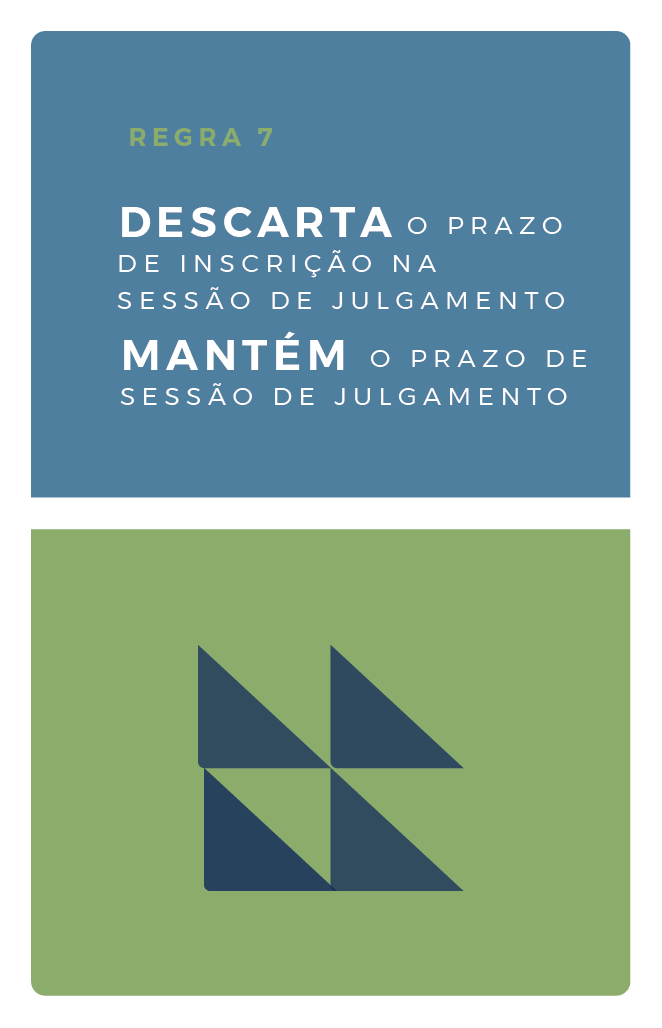 REGRA 7
DESCARTA O PRAZO
DE INSCRIÇÃO NA
SESSÃO DE JULGAMENTO
MANTÉM O PRAZO DE
SESSÃO DE JULGAMENTO